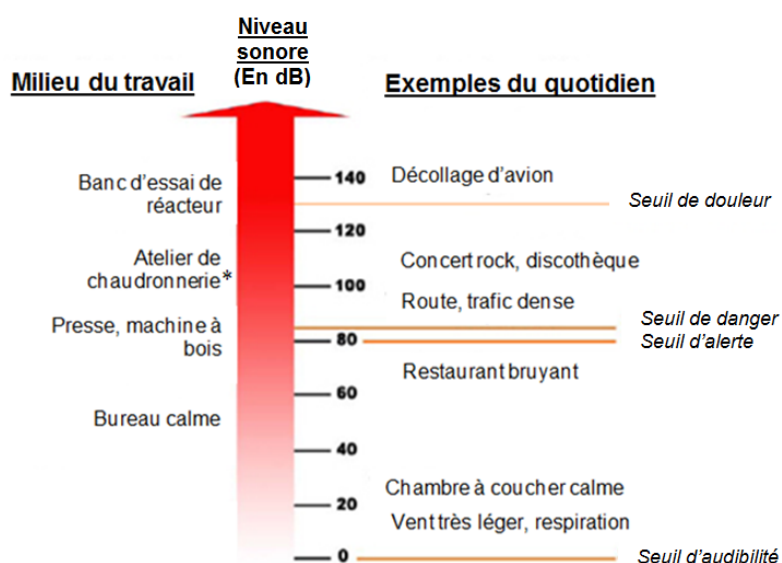 Niveau
sonore
(En dB)
Milieu du travail
Exemples du quotidien
Banc d'essai de
réacteur
140
Décollage d'avion
Seuil de douleur
120
Atelier de
chaudronnerie*
Concert rock, discothèque
100
Route, trafic dense
Presse, machine à
bois
Seuil de danger
80
Seuil d'alerte
Restaurant bruyant
60
Bureau calme
40
Chambre à coucher calme
20
Vent très léger, respiration
0
Seuil d'audibilité